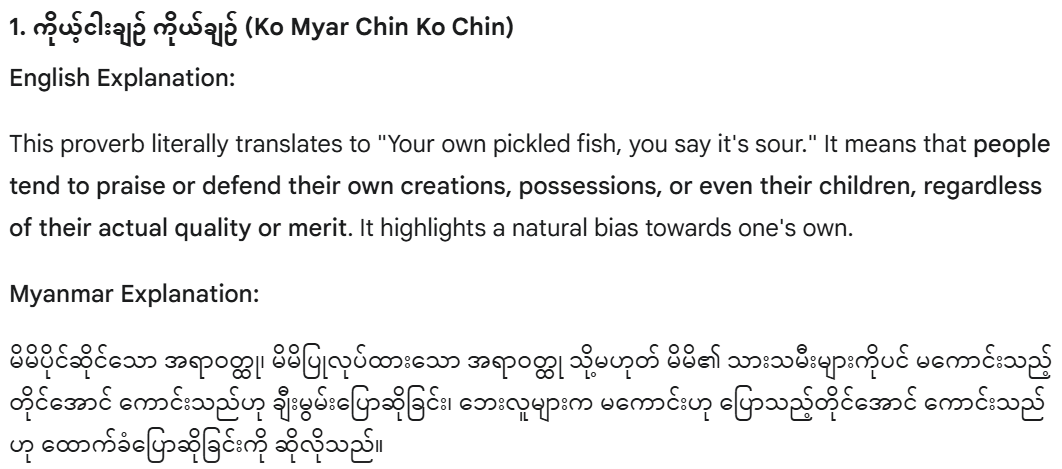 1. ကိုယ့်ငါးချဉ် ကိုယ်ချဉ် (Ko Myar Chin Ko Chin)
English Explanation:
This proverb literally translates to "Your own pickled fish, you say it's sour." It means that people
tend to praise or defend their own creations, possessions, or even their children, regardless
of their actual quality or merit. It highlights a natural bias towards one's own.
Myanmar Explanation:
မိမိပိုင်ဆိုင်သော အရာဝတ္ထု၊ မိမိပြုလုပ်ထားသော အရာဝတ္ထု သို့မဟုတ် မိမိ၏ သားသမီးများကိုပင် မကောင်းသည့်
တိုင်အောင် ကောင်းသည်ဟု ချီးမွမ်းပြောဆိုခြင်း၊ ဘေးလူများက မကောင်းဟု ပြောသည့်တိုင်အောင် ကောင်းသည်
ဟု ထောက်ခံပြောဆိုခြင်းကို ဆိုလိုသည်။